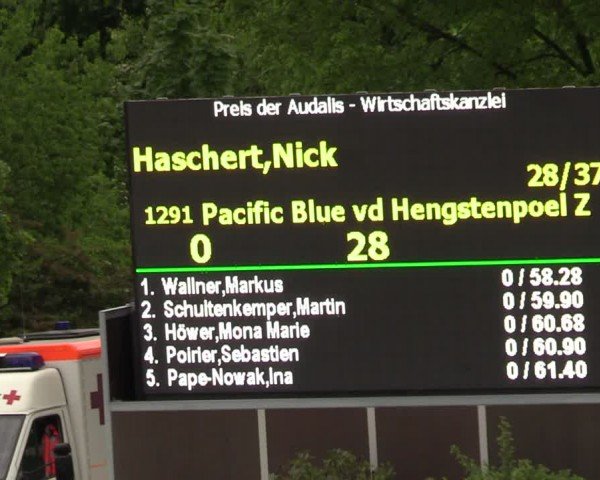 Preis der Audalis - Wirtschaftskanzlei
Haschert,Nick
28/37
1291 Pacific Blue vd Hengstenpoel Z
0 28
1. Wallner,Markus 0 / 58.28
2. Schultenkemper,Martin 0 / 59.90
3. Höwer,Mona Marie 0 / 60.68
4. Poirier,Sebastien 0 / 60.90
5. Pape-Nowak,Ina 0 / 61.40